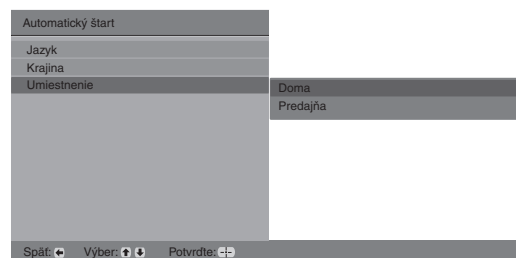 Automatický štart
Jazyk
Krajina
Umiestnenie
Doma
Predajňa
Späť: Výber: Potvrďte: